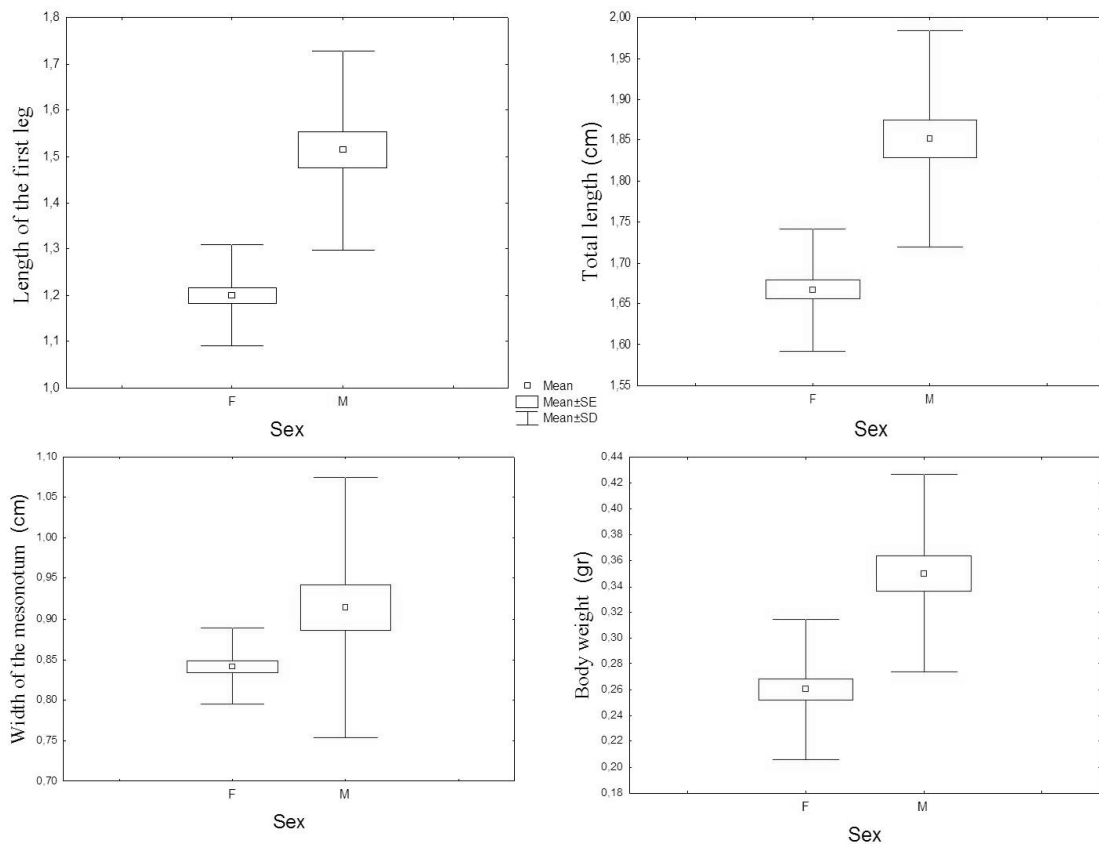 Length of the first leg
1,8
1,7
1,6
1,5
1,4
1,3
1,2
1,1
1,0
F M
Sex
Total length (cm)
2,00
1,95
1,90
1,85
1,80
1,75
1,70
1,65
1,60
1,55
F M
Sex
Mean
Mean±SE
Mean±SD
Width of the mesonotum (cm)
1,10
1,05
1,00
0,95
0,90
0,85
0,80
0,75
0,70
F M
Sex
Body weight (gr)
0,44
0,42
0,40
0,38
0,36
0,34
0,32
0,30
0,28
0,26
0,24
0,22
0,20
0,18
F M
Sex